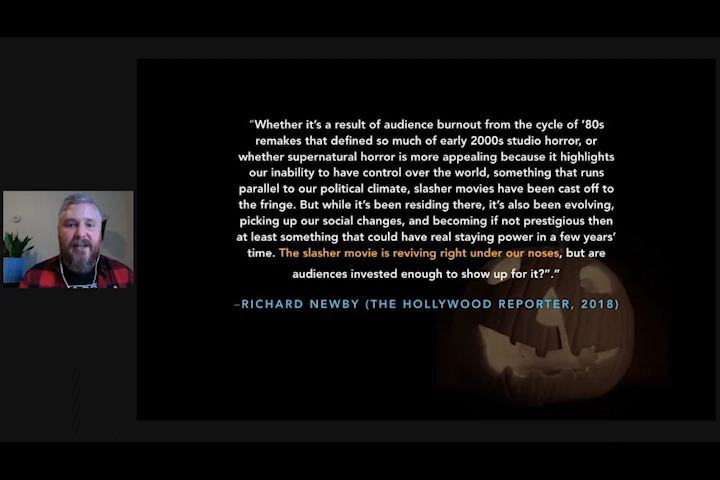 “Whether it’s a result of audience burnout from the cycle of ’80s
remakes that defined so much of early 2000s studio horror, or
whether supernatural horror is more appealing because it highlights
our inability to have control over the world, something that runs
parallel to our political climate, slasher movies have been cast off to
the fringe. But while it’s been residing there, it’s also been evolving,
picking up our social changes, and becoming if not prestigious then
at least something that could have real staying power in a few years’
time. The slasher movie is reviving right under our noses, but are
audiences invested enough to show up for it?”.“
–RICHARD NEWBY (THE HOLLYWOOD REPORTER, 2018)